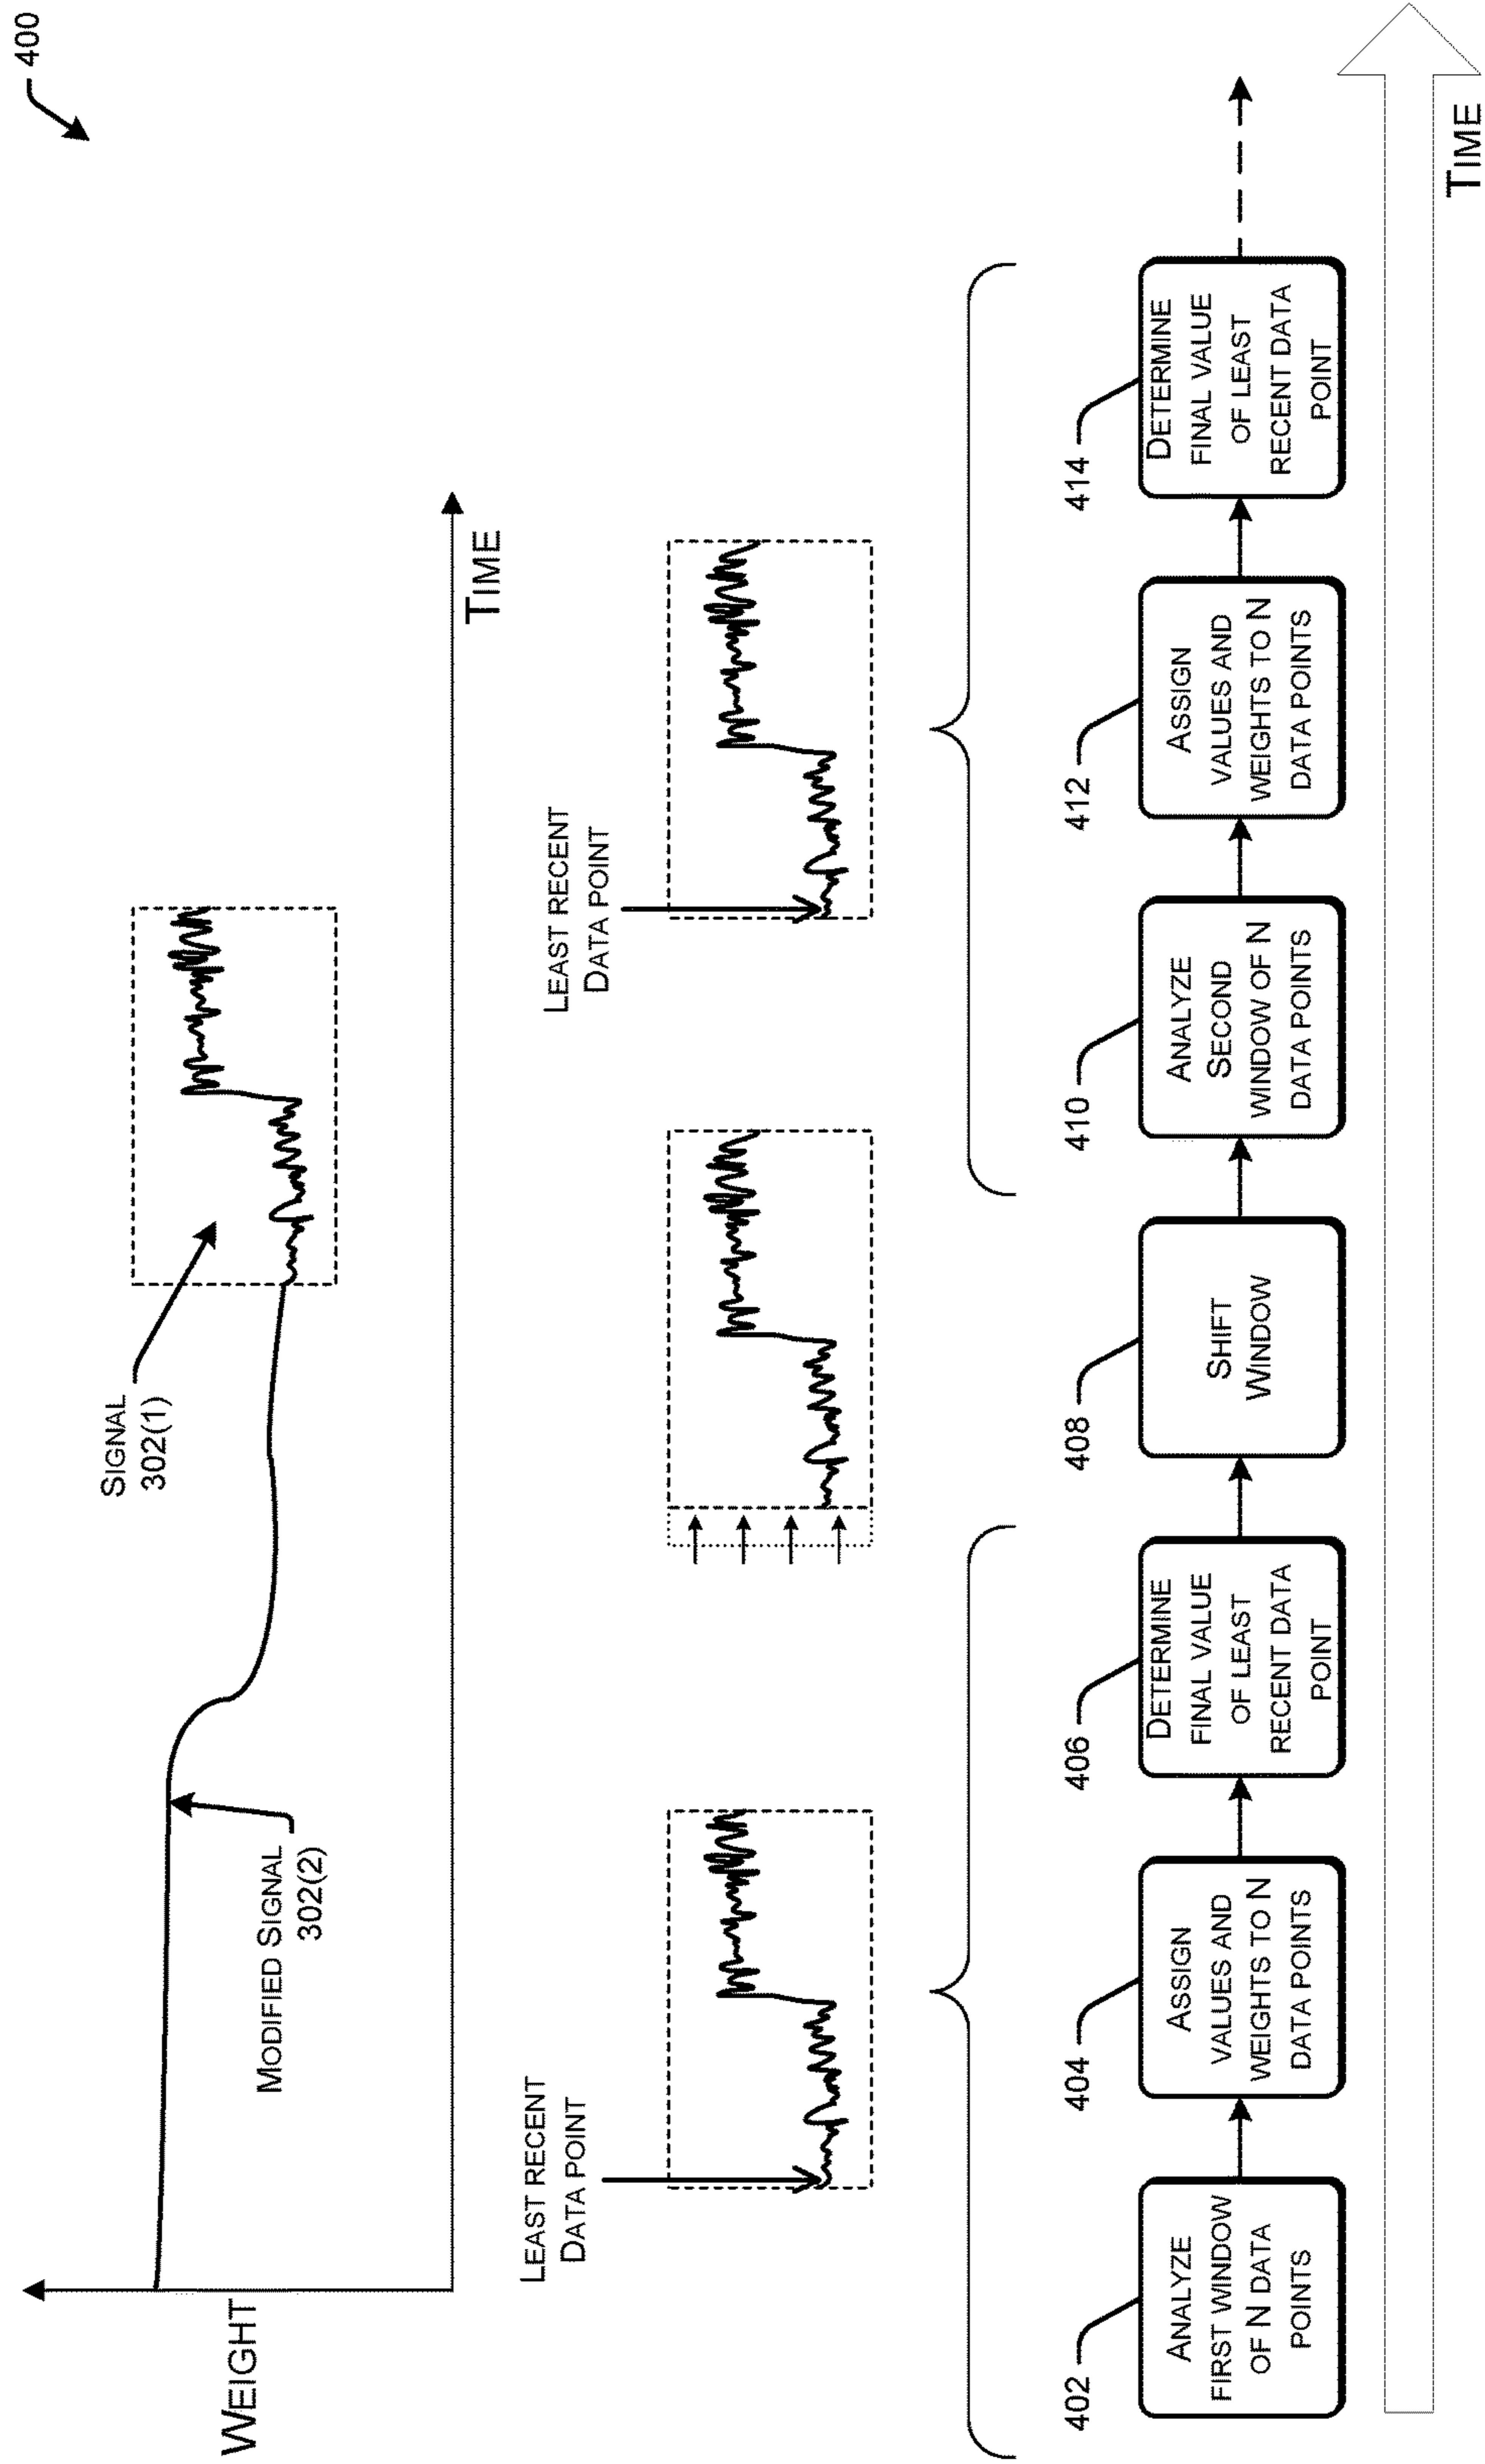 400
WEIGHT
SIGNAL
302(1)
MODIFIED SIGNAL
302(2)
TIME
LEAST RECENT
DATA POINT
LEAST RECENT
DATA POINT
402
ANALYZE
FIRST WINDOW
OF N DATA
POINTS
404
ASSIGN
VALUES AND
WEIGHTS TO N
DATA POINTS
406
DETERMINE
FINAL VALUE
OF LEAST
RECENT DATA
POINT
408
SHIFT
WINDOW
410
ANALYZE
SECOND
WINDOW OF N
DATA POINTS
412
ASSIGN
VALUES AND
WEIGHTS TO N
DATA POINTS
414
DETERMINE
FINAL VALUE
OF LEAST
RECENT DATA
POINT
TIME